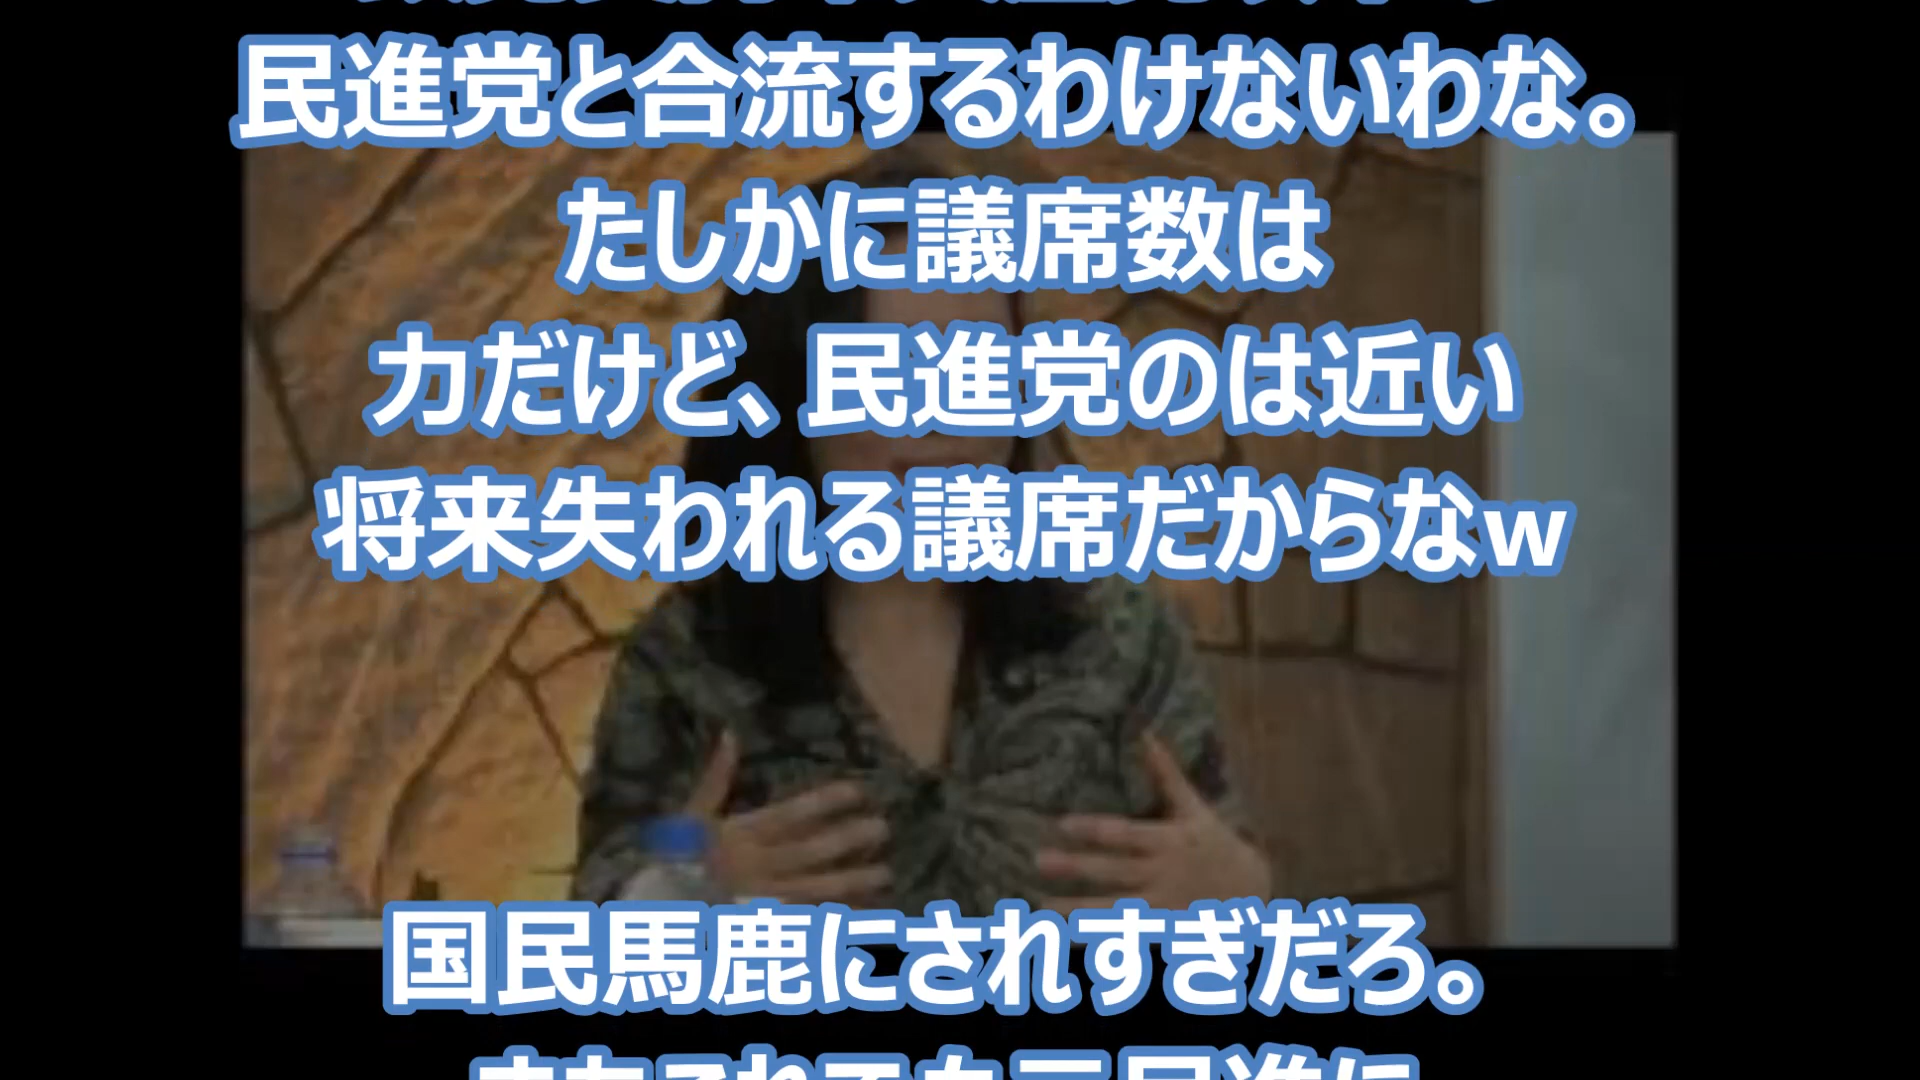 民進党と合流するわけないわな。
たしかに議席数は
力だけど、民進党のは近い
将来失われる議席だからなw
国民馬鹿にされすぎだろ。